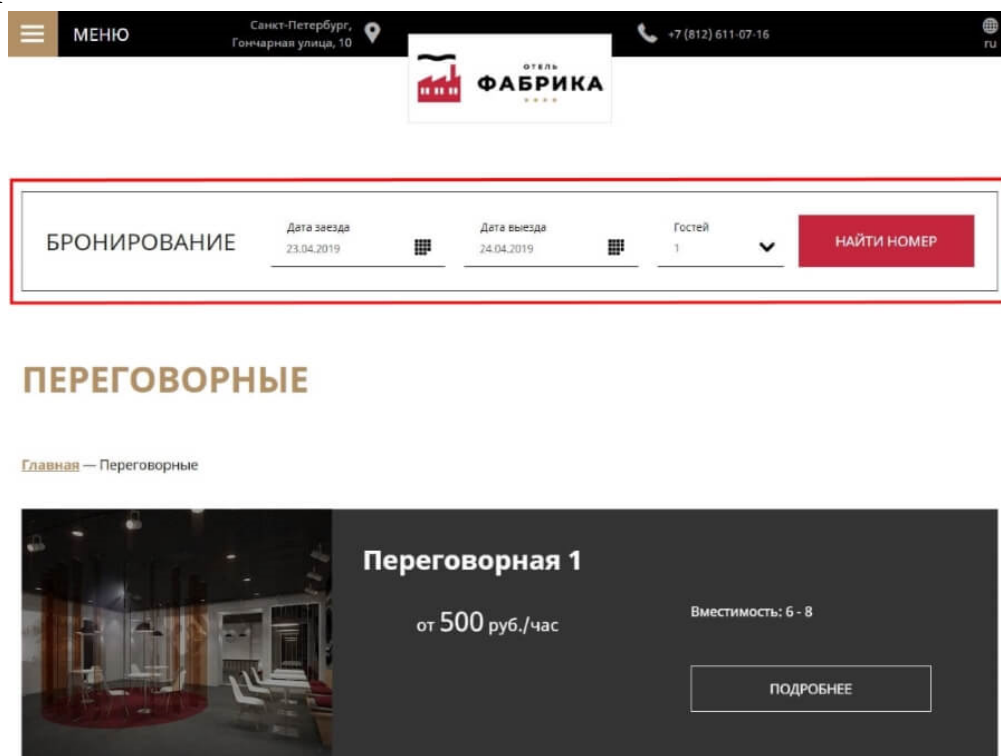 МЕНЮ
Санкт-Петербург,
Гончарная улица, 10
+7 (812) 611-07-16
ru
ОТЕЛЬ
ФАБРИКА
БРОНИРОВАНИЕ
Дата заезда
23.04.2019
Дата выезда
24.04.2019
Гостей
1
НАЙТИ НОМЕР
ПЕРЕГОВОРНЫЕ
Главная — Переговорные
Переговорная 1
от 500 руб./час
Вместимость: 6 - 8
ПОДРОБНЕЕ